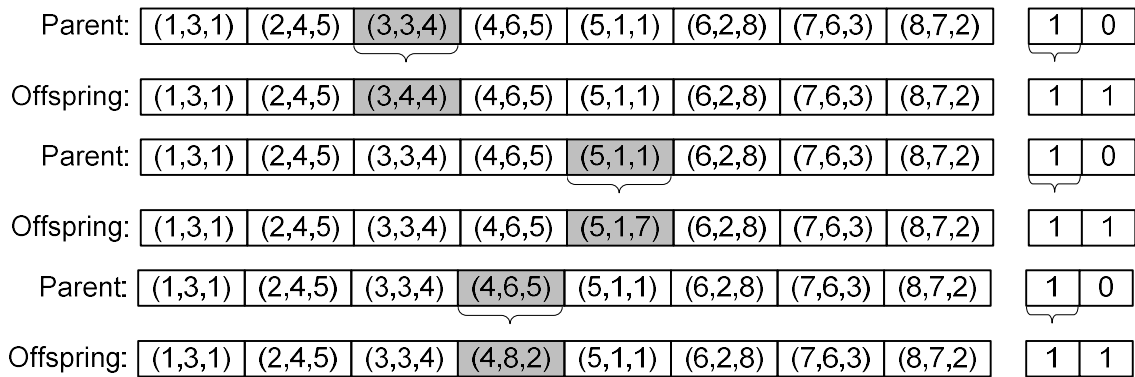 Parent: (1,3,1) (2,4,5) (3,3,4) (4,6,5) (5,1,1) (6,2,8) (7,6,3) (8,7,2) 1 0
Offspring: (1,3,1) (2,4,5) (3,4,4) (4,6,5) (5,1,1) (6,2,8) (7,6,3) (8,7,2) 1 1
Parent: (1,3,1) (2,4,5) (3,3,4) (4,6,5) (5,1,1) (6,2,8) (7,6,3) (8,7,2) 1 0
Offspring: (1,3,1) (2,4,5) (3,3,4) (4,6,5) (5,1,7) (6,2,8) (7,6,3) (8,7,2) 1 1
Parent: (1,3,1) (2,4,5) (3,3,4) (4,6,5) (5,1,1) (6,2,8) (7,6,3) (8,7,2) 1 0
Offspring: (1,3,1) (2,4,5) (3,3,4) (4,8,2) (5,1,1) (6,2,8) (7,6,3) (8,7,2) 1 1